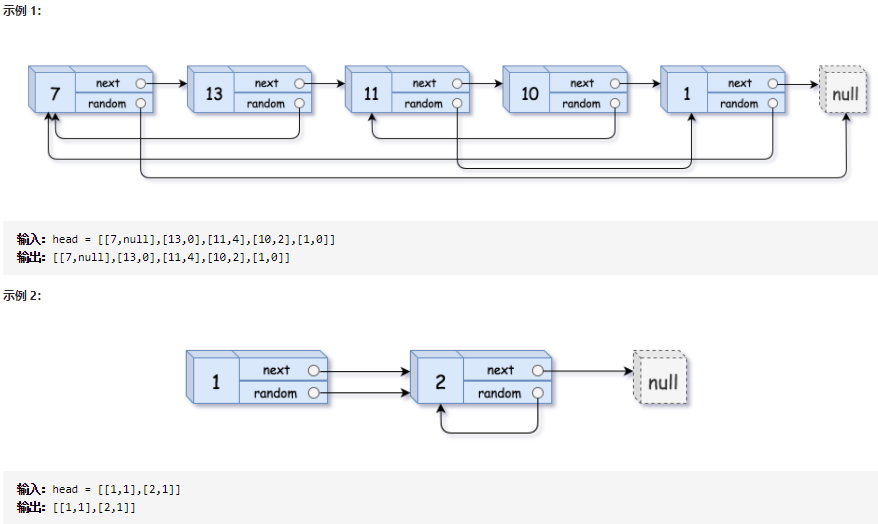 示例 1:
7 next random 13 next random 11 next random 10 next random 1 next random null
输入: head = [[7,null],[13,0],[11,4],[10,2],[1,0]]
输出: [[7,null],[13,0],[11,4],[10,2],[1,0]]
示例 2:
1 next random 2 next random null
输入: head = [[1,1],[2,1]]
输出: [[1,1],[2,1]]